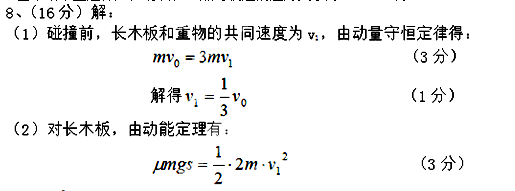 8、(16分)解:
(1)碰撞前,长木板和重物的共同速度为v₁,由动量守恒定律得:
mv₀ = 3mv₁ (3分)
解得 v₁ = 1/3 v₀ (1分)
(2)对长木板,由动能定理有:
μmgs = 1/2 · 2m · v₁² (3分)